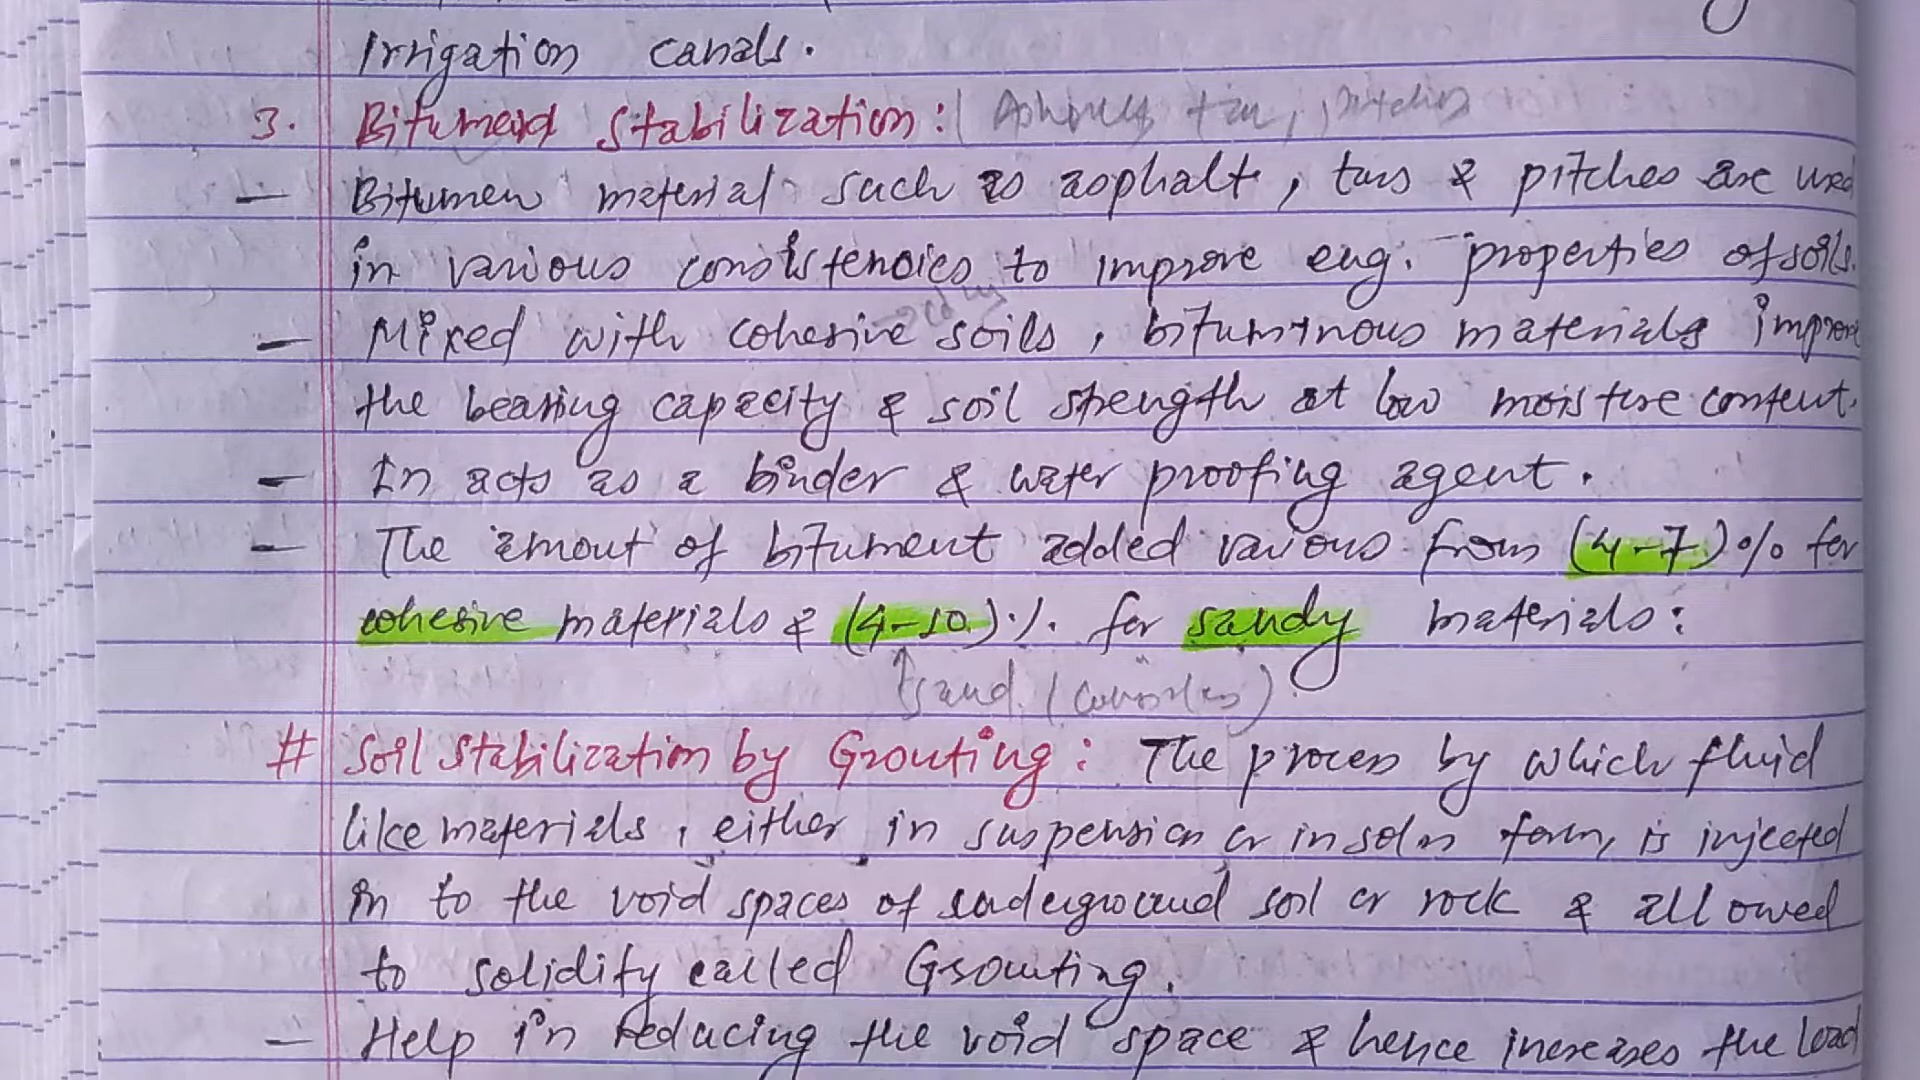 Irrigation canals.
3. Bitumend Stabilization : (
- Bitumen material such as asphalt, tars & pitches are used
in various consistencies to improve eng. properties of soils.
- Mixed with cohesive soils, bituminous materials improve
the bearing capacity & soil strength at low moisture content.
- In acts as a binder & water proofing agent.
- The amout of bitument added various from (4-7)% for
cohesive materials & (4-10)% for sandy materials:
↑sand. (
# Soil Stabilization by Grouting : The process by which fluid
like materials, either in suspension or in soln form, is injected
in to the void spaces of underground soil or rock & allowed
to solidify called Grouting.
- Help in reducing the void space & hence increases the load